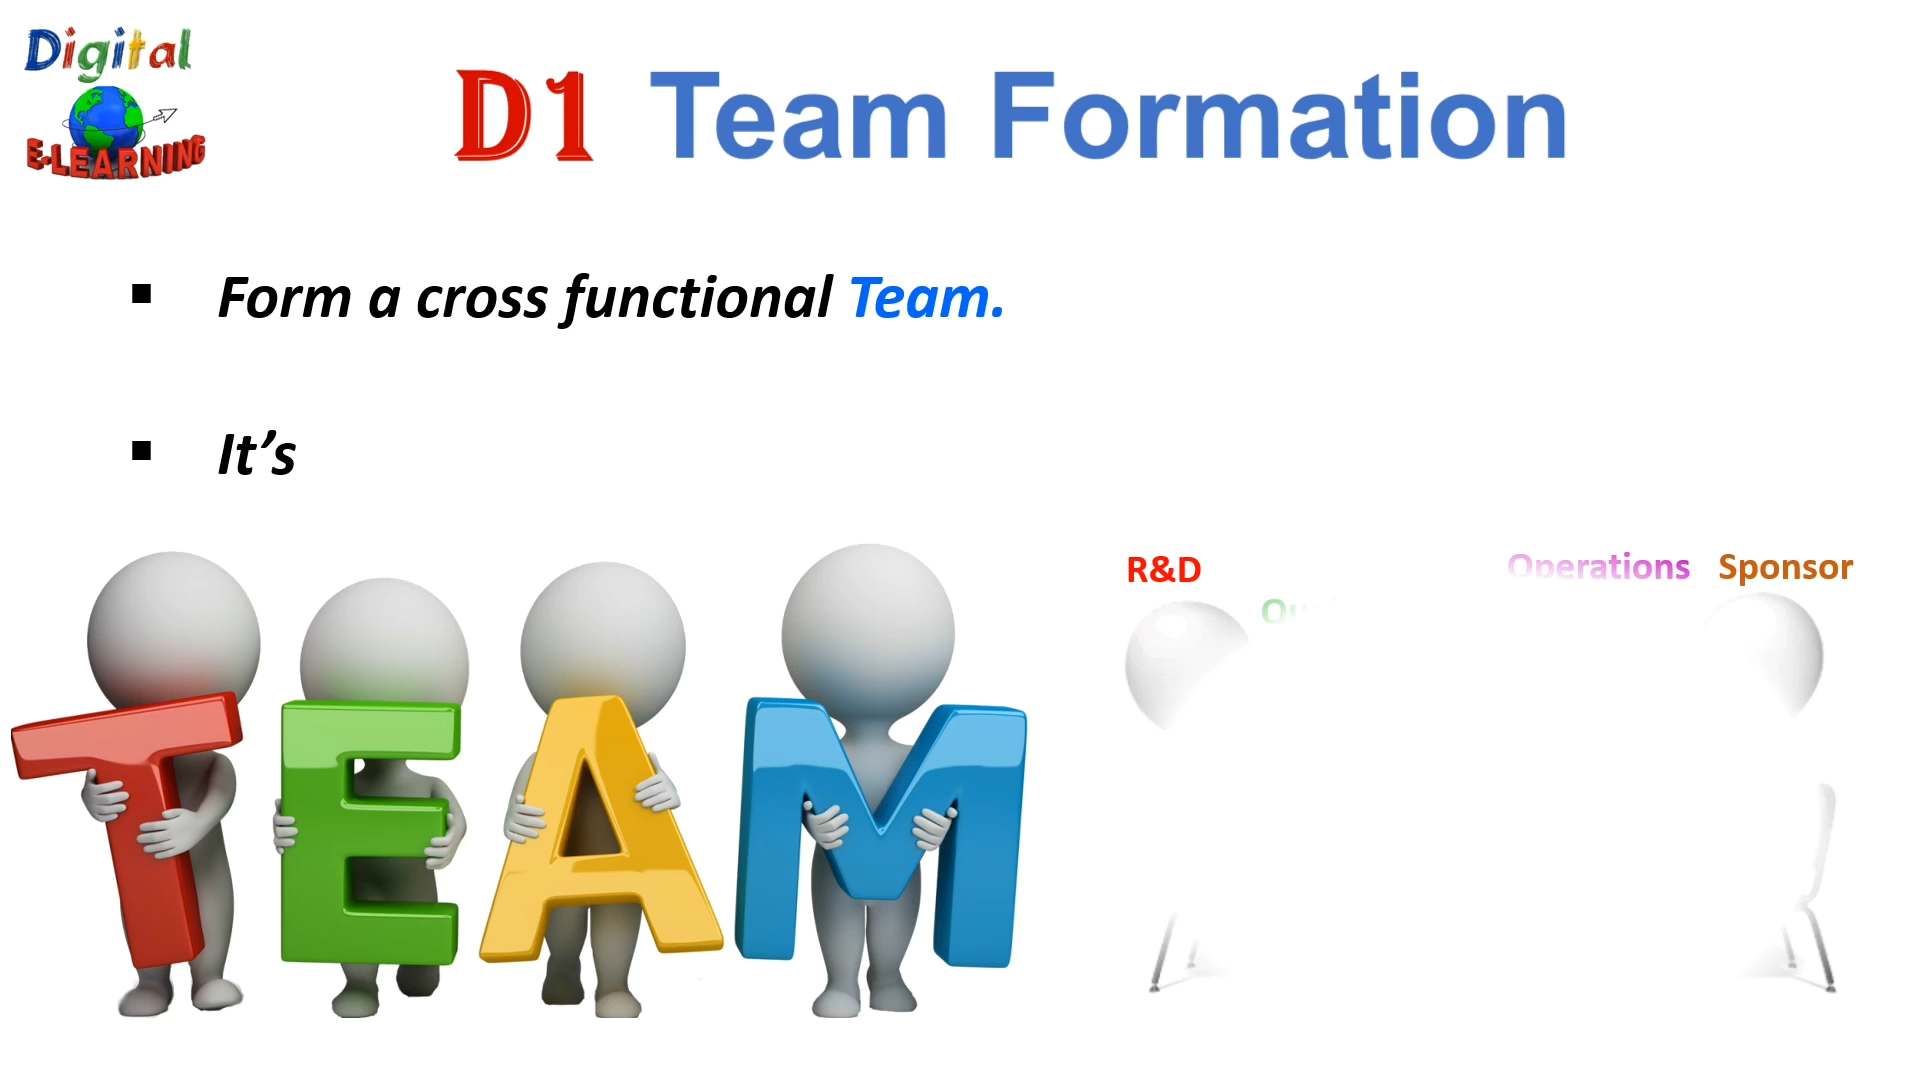 Digital
E-LEARNING
D1 Team Formation
▪ Form a cross functional Team.
▪ It’s
R&D
Operations
Sponsor
TEAM